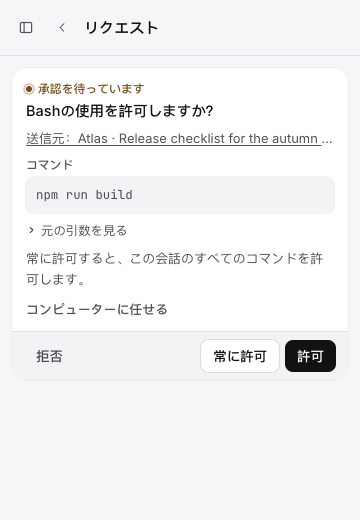 リクエスト
承認を待っています
Bashの使用を許可しますか?
送信元: Atlas · Release checklist for the autumn ...
コマンド
npm run build
元の引数を見る
常に許可すると、この会話のすべてのコマンドを許
可します。
コンピューターに任せる
拒否
常に許可
許可